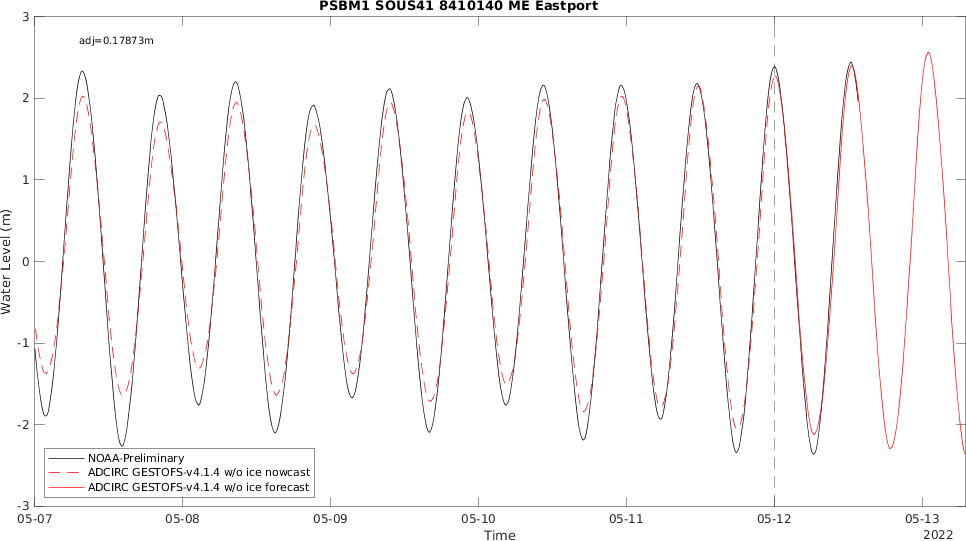 PSBM1 SOUS41 8410140 ME Eastport
adj=0.17873m
3
2
1
0
-1
-2
-3
Water Level (m)
NOAA-Preliminary
ADCIRC GESTOFS-v4.1.4 w/o ice nowcast
ADCIRC GESTOFS-v4.1.4 w/o ice forecast
05-07 05-08 05-09 05-10 05-11 05-12 05-13
Time
2022